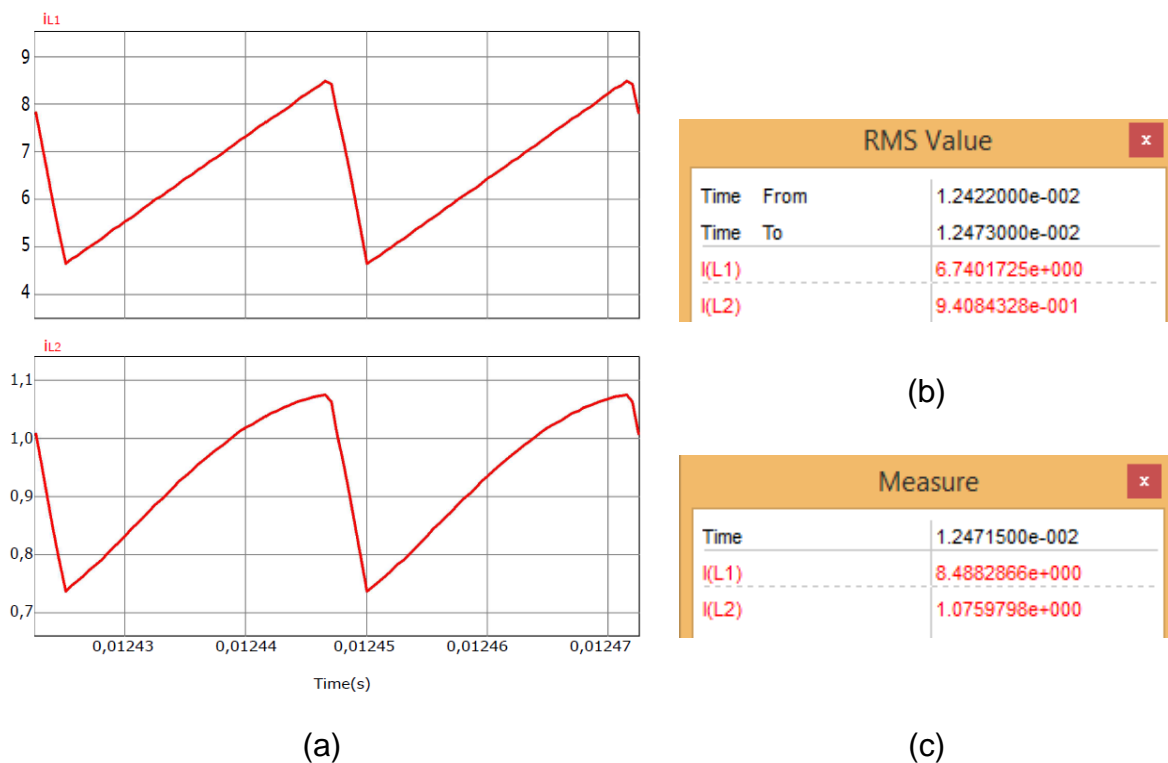 iL1
9
8
7
6
5
4
iL2
1,1
1,0
0,9
0,8
0,7
0,01243 0,01244 0,01245 0,01246 0,01247
Time(s)
(a)
RMS Value x
Time From 1.2422000e-002
Time To 1.2473000e-002
I(L1) 6.7401725e+000
I(L2) 9.4084328e-001
(b)
Measure x
Time 1.2471500e-002
I(L1) 8.4882866e+000
I(L2) 1.0759798e+000
(c)